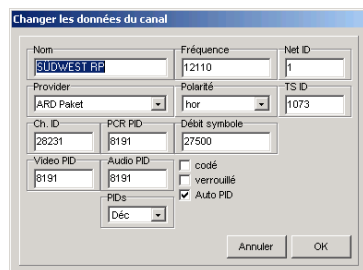 Changer les données du canal
Nom Fréquence Net ID
SÜDWEST RP 12110 1
Provider Polarité TS ID
ARD Paket hor 1073
Ch. ID PCR PID Débit symbole
28231 8191 27500
Video PID Audio PID codé
8191 8191 verrouillé
PIDs Auto PID
Déc
Annuler OK